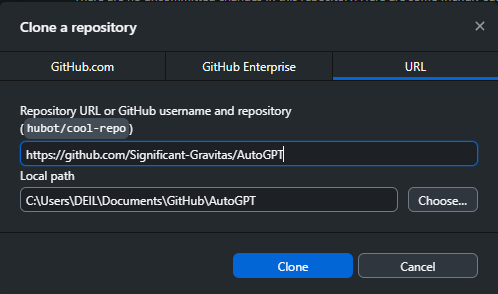 Clone a repository
GitHub.com
GitHub Enterprise
URL
Repository URL or GitHub username and repository
(hubot/cool-repo)
https://github.com/Significant-Gravitas/AutoGPT
Local path
C:\Users\DEIL\Documents\GitHub\AutoGPT
Choose...
Clone
Cancel